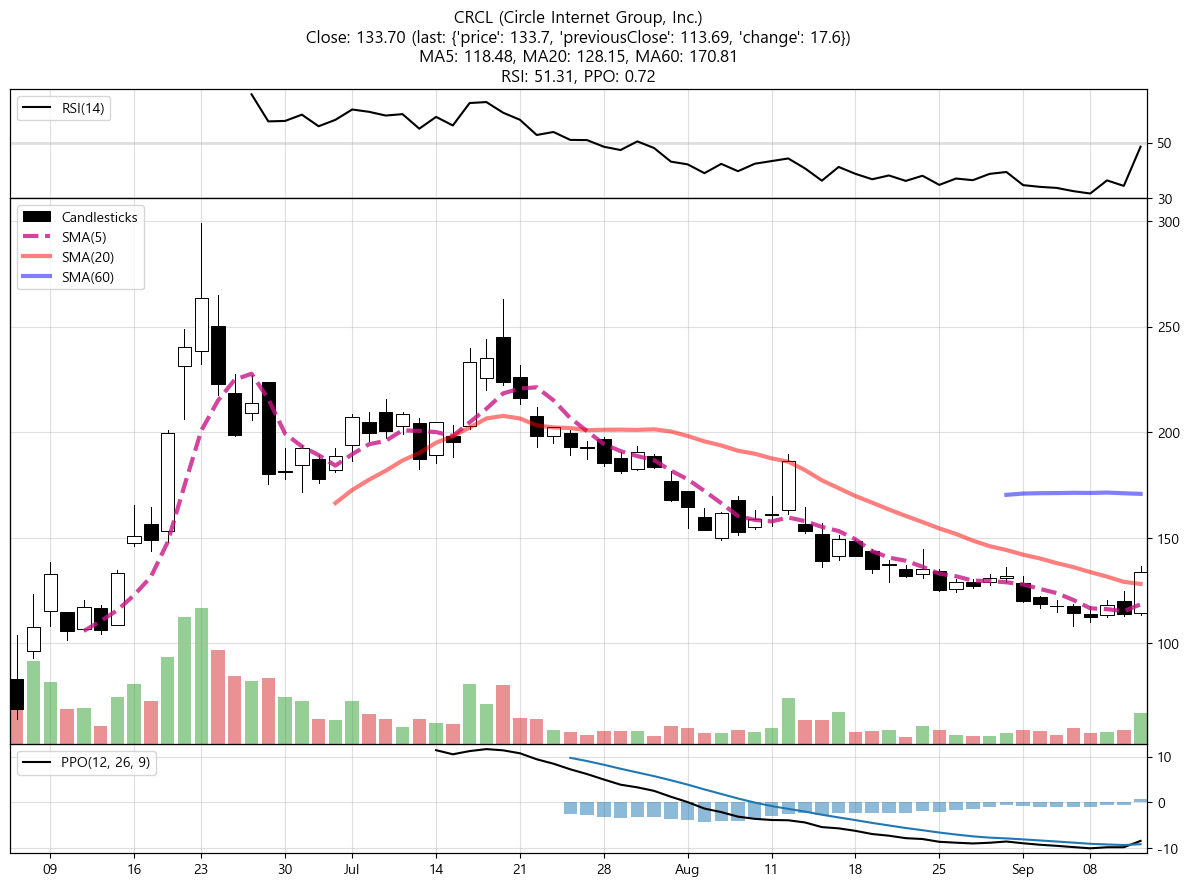 CRCL (Circle Internet Group, Inc.)
Close: 133.70 (last: {'price': 133.7, 'previousClose': 113.69, 'change': 17.6})
MA5: 118.48, MA20: 128.15, MA60: 170.81
RSI: 51.31, PPO: 0.72
RSI(14)
50
30
Candlesticks
SMA(5)
SMA(20)
SMA(60)
300
250
200
150
100
PPO(12, 26, 9)
10
0
-10
09 16 23 30 Jul 14 21 28 Aug 11 18 25 Sep 08